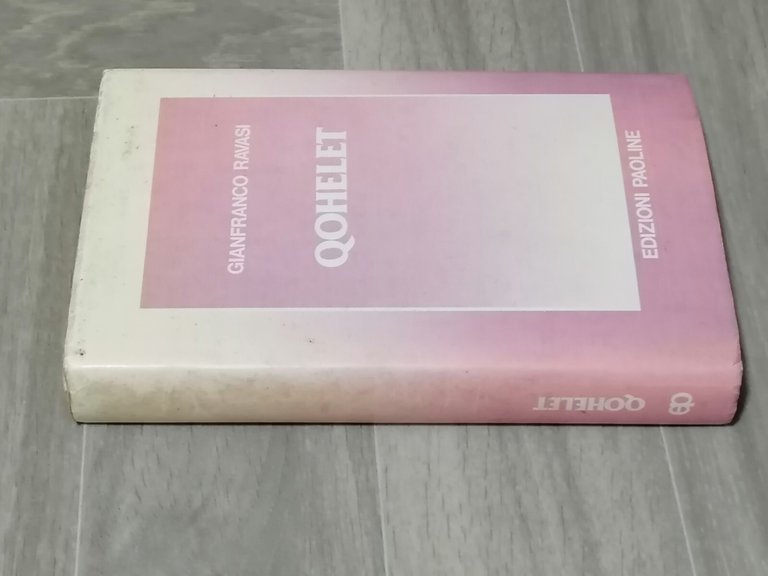 GIANFRANCO RAVASI
QOHELET
EDIZIONI PAOLINE
QOHELET
ep